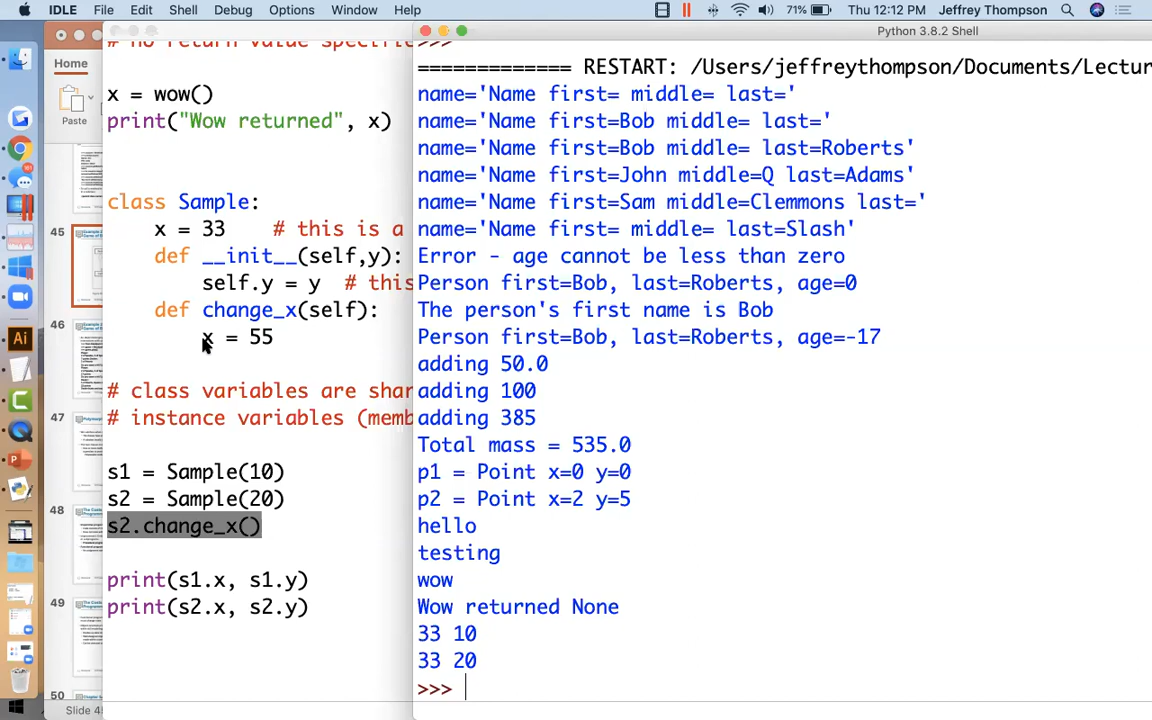 IDLE File Edit Shell Debug Options Window Help 71% Thu 12:12 PM Jeffrey Thompson
Home
Paste
45
46
47
48
49
50
Slide 45
# no return value specifie
x = wow()
print("Wow returned", x)
class Sample:
x = 33 # this is a
def __init__(self,y):
self.y = y # this
def change_x(self):
x = 55
# class variables are shar
# instance variables (memb
s1 = Sample(10)
s2 = Sample(20)
s2.change_x()
print(s1.x, s1.y)
print(s2.x, s2.y)
Python 3.8.2 Shell
>>>
============= RESTART: /Users/jeffreythompson/Documents/Lectur
name='Name first= middle= last='
name='Name first=Bob middle= last='
name='Name first=Bob middle= last=Roberts'
name='Name first=John middle=Q last=Adams'
name='Name first=Sam middle=Clemmons last='
name='Name first= middle= last=Slash'
Error - age cannot be less than zero
Person first=Bob, last=Roberts, age=0
The person's first name is Bob
Person first=Bob, last=Roberts, age=-17
adding 50.0
adding 100
adding 385
Total mass = 535.0
p1 = Point x=0 y=0
p2 = Point x=2 y=5
hello
testing
wow
Wow returned None
33 10
33 20
>>>